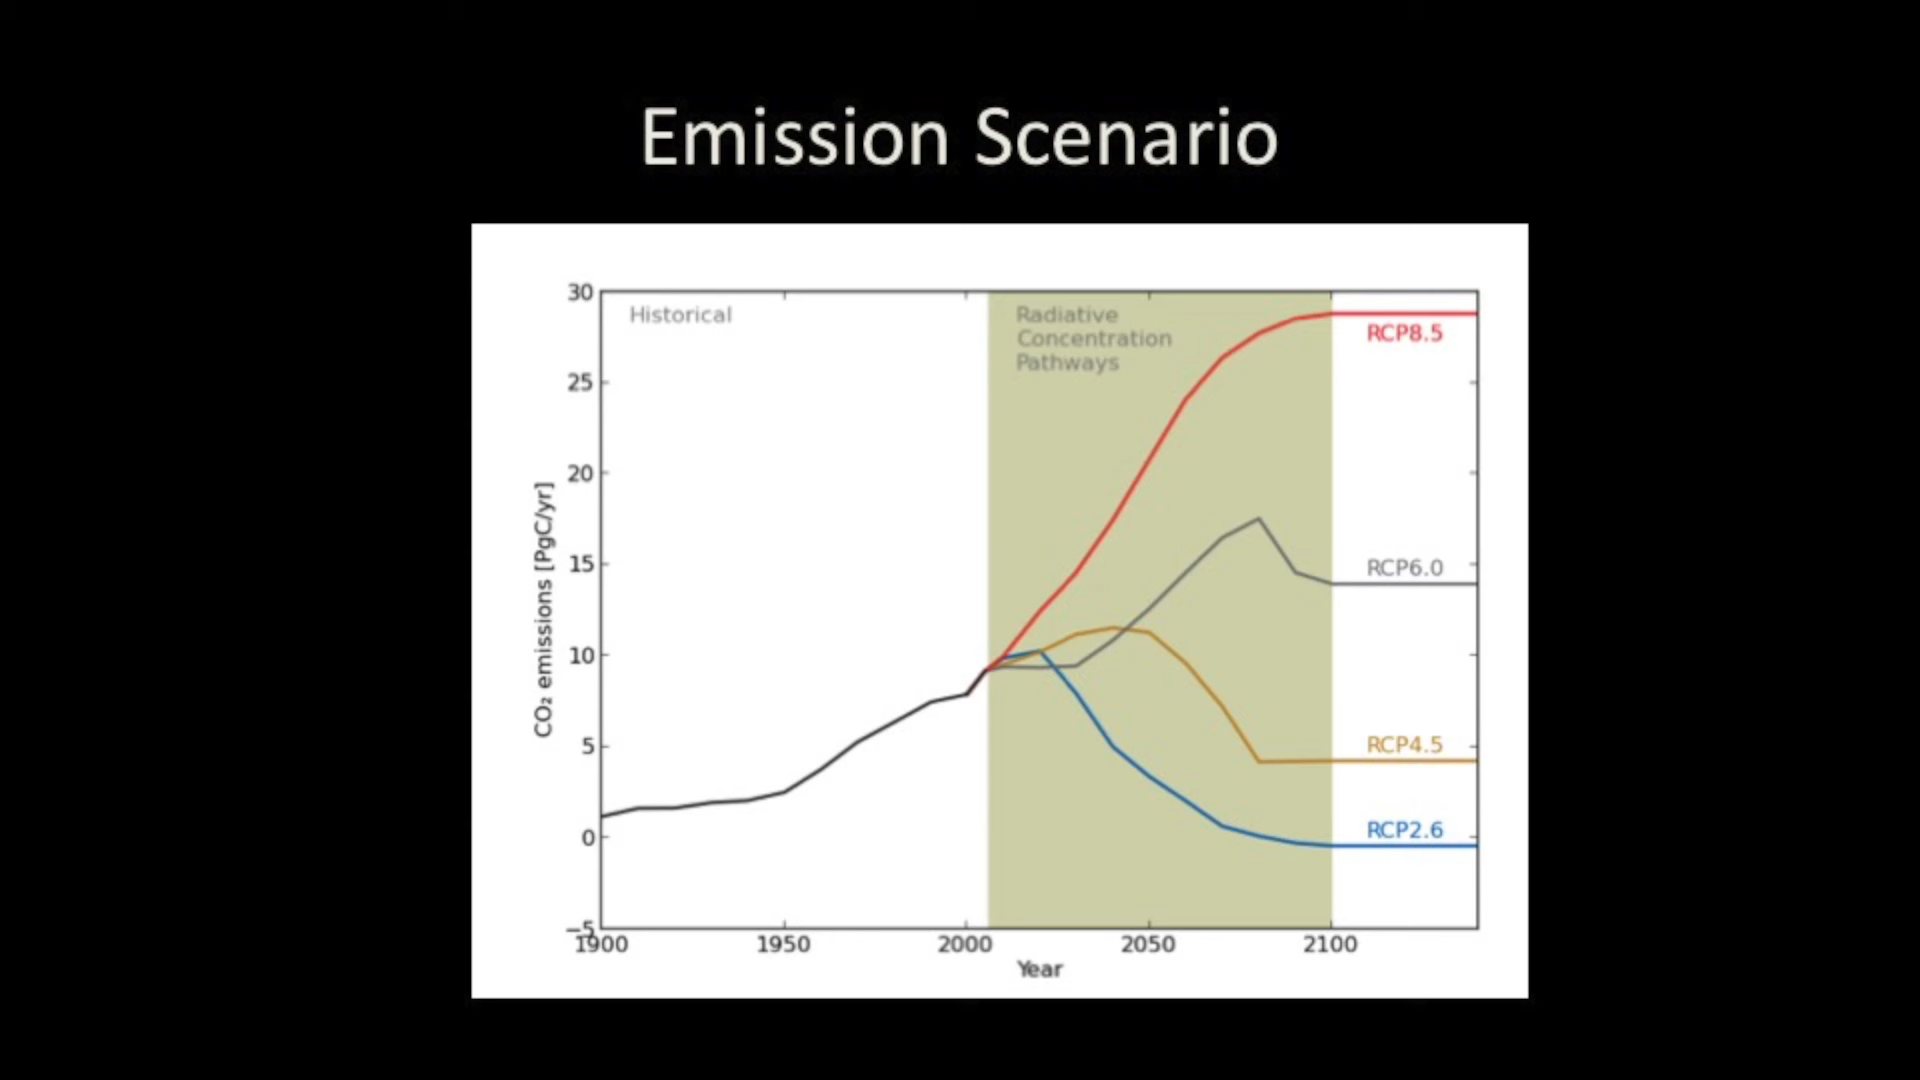 Emission Scenario
30
25
20
15
10
5
0
−5
CO₂ emissions [PgC/yr]
Historical
Radiative
Concentration
Pathways
RCP8.5
RCP6.0
RCP4.5
RCP2.6
1900 1950 2000 2050 2100
Year